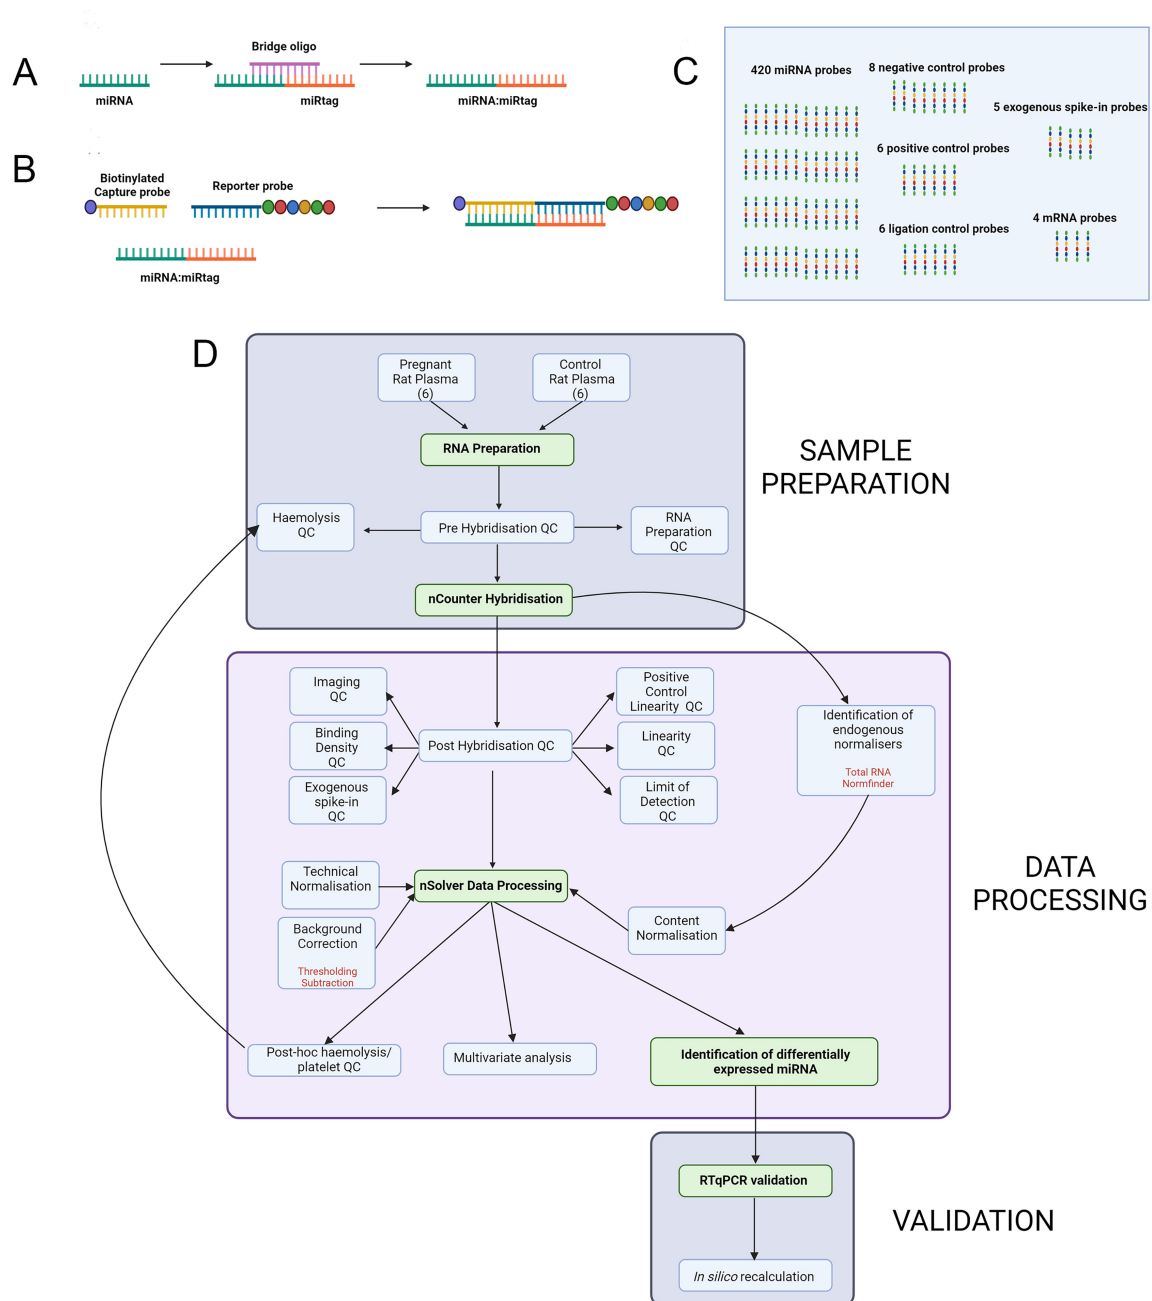 A
Bridge oligo
miRNA
miRtag
miRNA:miRtag
B
Biotinylated
Capture probe
Reporter probe
miRNA:miRtag
C
420 miRNA probes
8 negative control probes
5 exogenous spike-in probes
6 positive control probes
4 mRNA probes
6 ligation control probes
D
Pregnant
Rat Plasma
(6)
Control
Rat Plasma
(6)
RNA Preparation
SAMPLE
PREPARATION
Haemolysis
QC
Pre Hybridisation QC
RNA
Preparation
QC
nCounter Hybridisation
Imaging
QC
Positive
Control
Linearity QC
Binding
Density
QC
Post Hybridisation QC
Linearity
QC
Identification of
endogenous
normalisers
Total RNA
Normfinder
Exogenous
spike-in
QC
Limit of
Detection
QC
DATA
PROCESSING
Technical
Normalisation
nSolver Data Processing
Background
Correction
Thresholding
Subtraction
Content
Normalisation
Post-hoc haemolysis/
platelet QC
Multivariate analysis
Identification of differentially
expressed miRNA
RTqPCR validation
VALIDATION
In silico recalculation